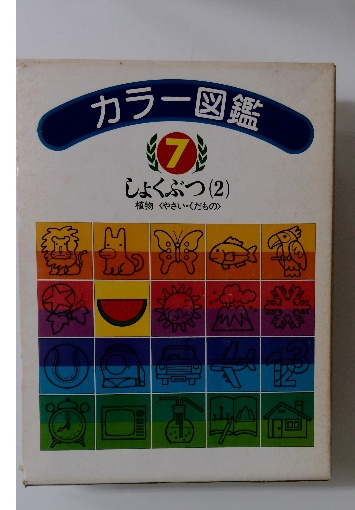 カラー図鑑
7
しょくぶつ(2)
植物 <やさい・くだもの>
123